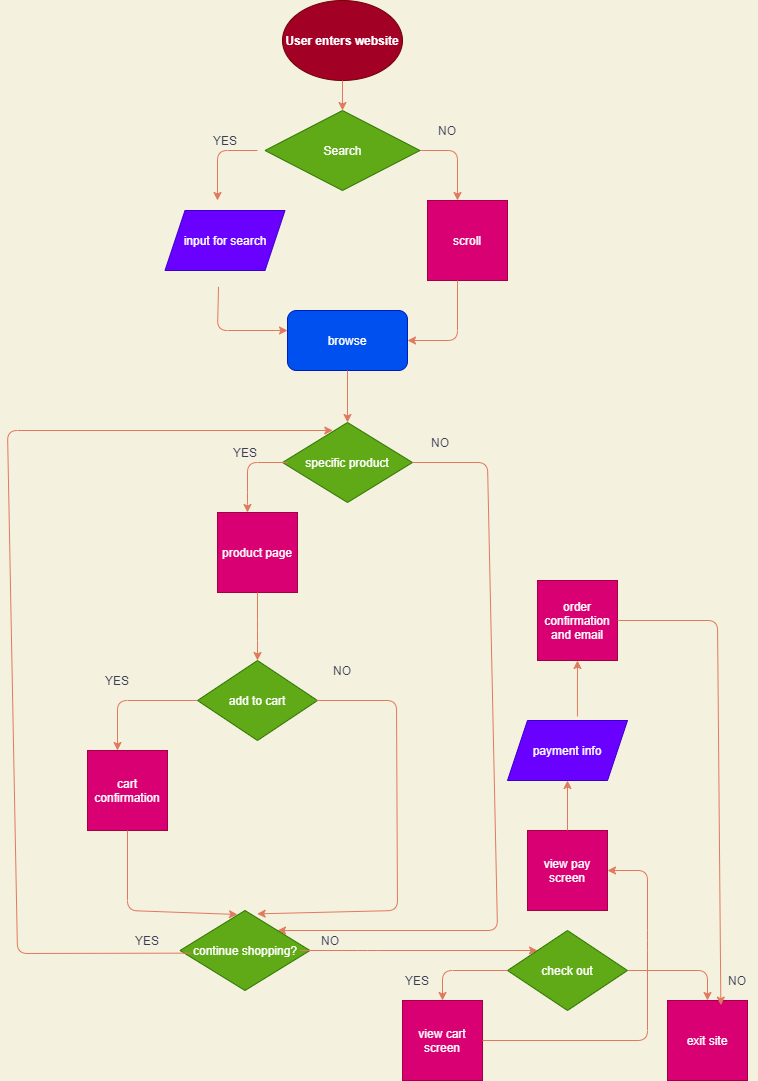 User enters website
YES
NO
Search
input for search
scroll
browse
YES
NO
specific product
product page
YES
NO
add to cart
cart
confirmation
order
confirmation
and email
payment info
view pay
screen
YES
continue shopping?
NO
check out
YES
NO
view cart
screen
exit site